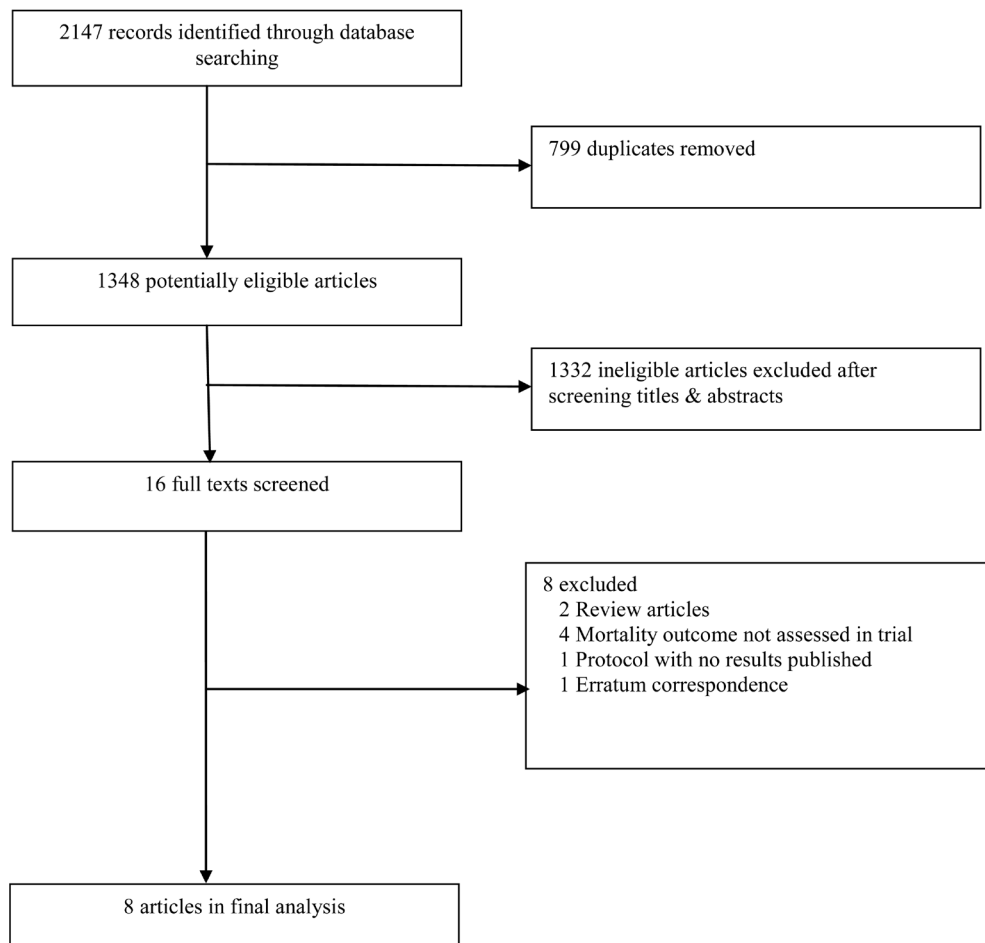 2147 records identified through database
searching
799 duplicates removed
1348 potentially eligible articles
1332 ineligible articles excluded after
screening titles & abstracts
16 full texts screened
8 excluded
2 Review articles
4 Mortality outcome not assessed in trial
1 Protocol with no results published
1 Erratum correspondence
8 articles in final analysis